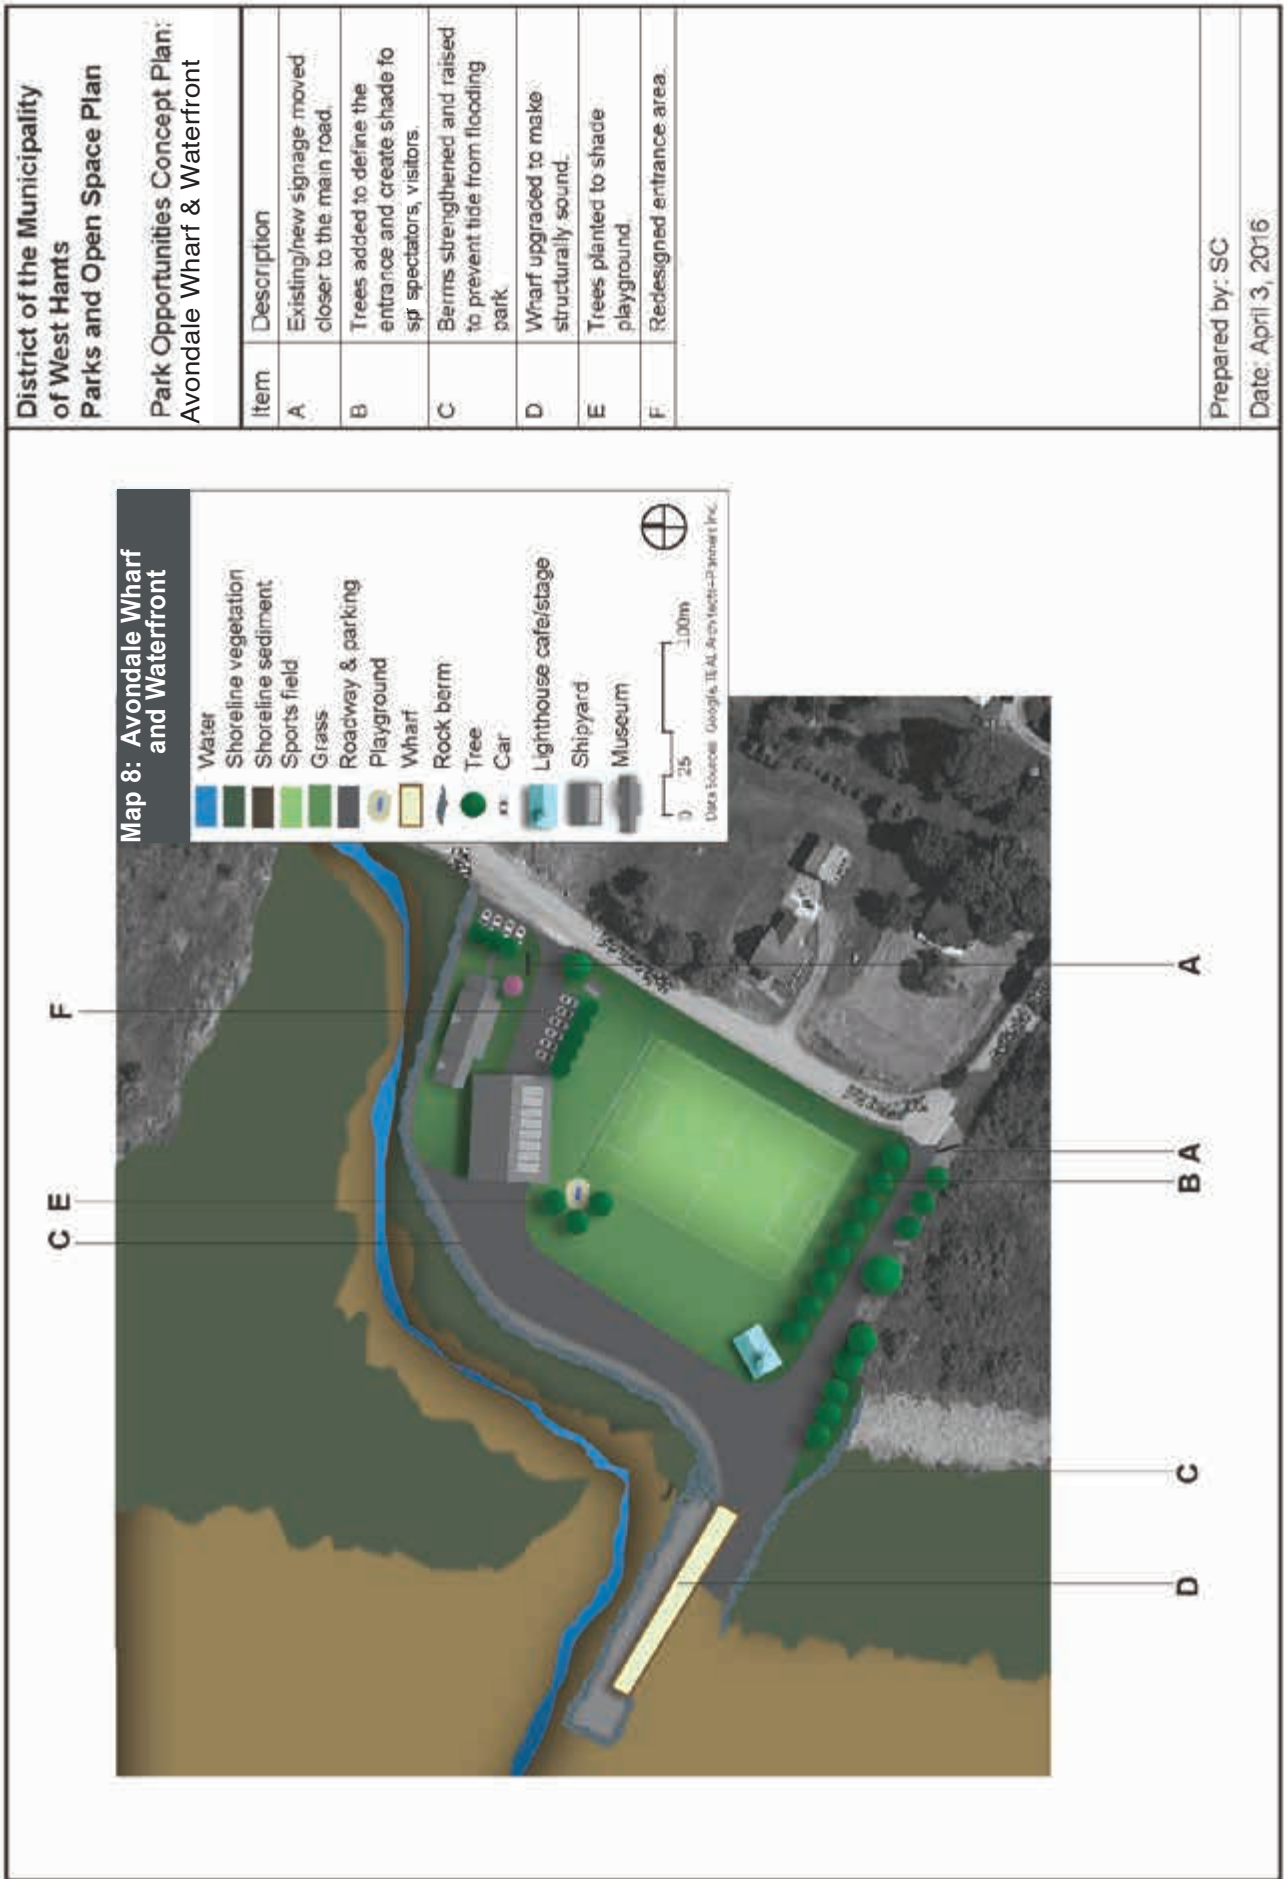 District of the Municipality
of West Hants
Parks and Open Space Plan
Park Opportunities Concept Plan:
Avondale Wharf & Waterfront
Item Description
A Existing/new signage moved
closer to the main road.
B Trees added to define the
entrance and create shade fo
sp spectators, visitors.
C Berms strengthened and raised
to prevent tide from flooding
park.
D Wharf upgraded to make
structurally sound.
E Trees planted to shade
playground.
F Redesigned entrance area.
Prepared by: SC
Date: April 3, 2016
Map 8: Avondale Wharf
and Waterfront
Water
Shoreline vegetation
Shoreline sediment
Sports field
Grass
Roadway & parking
Playground
Wharf
Rock berm
Tree
Car
Lighthouse cafe/stage
Shipyard
Museum
0 25 100m
Data Sources: Google, TEAL Architects+Planners Inc.
C E F
D C B A A